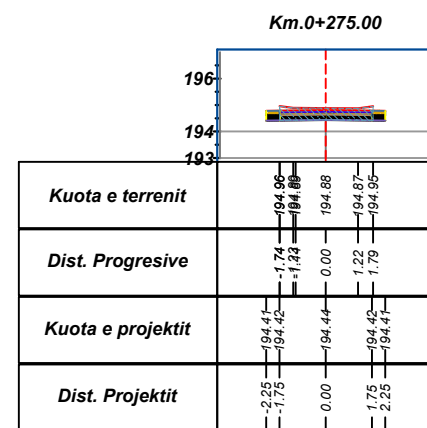 Km.0+275.00
196
194
193
Kuota e terrenit 194.96 194.88 194.87 194.95
Dist. Progresive -1.74 0.00 1.22 1.79
Kuota e projektit 194.41 194.42 194.44 194.42 194.41
Dist. Projektit -2.25 -1.75 0.00 1.75 2.25